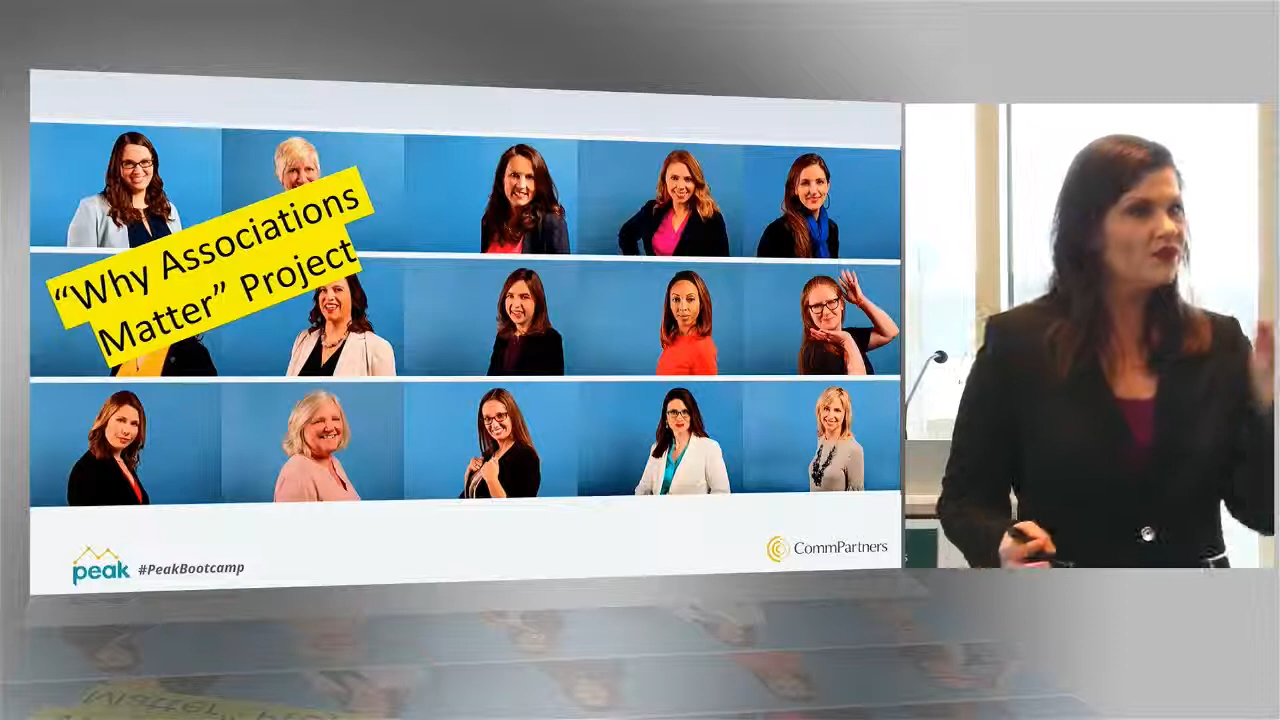 “Why Associations
Matter” Project
peak #PeakBootcamp
CommPartners